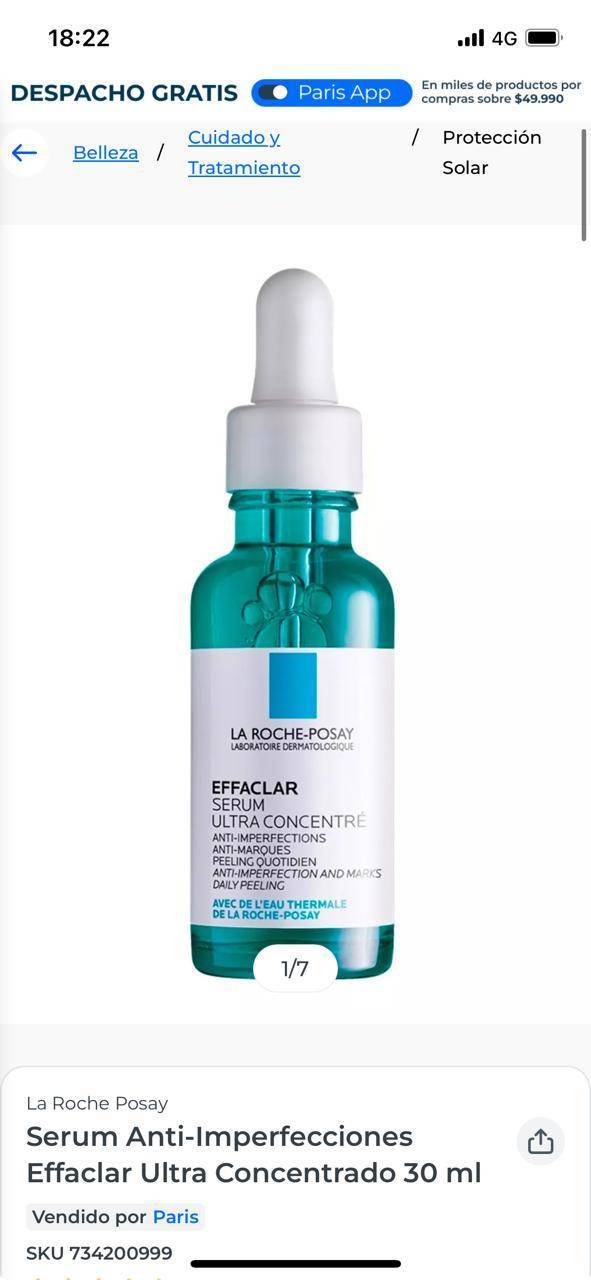 18:22
4G
DESPACHO GRATIS
Paris App
En miles de productos por
compras sobre $49.990
Belleza / Cuidado y Tratamiento / Protección Solar
LA ROCHE-POSAY
LABORATOIRE DERMATOLOGIQUE
EFFACLAR
SERUM
ULTRA CONCENTRÉ
ANTI-IMPERFECTIONS
ANTI-MARQUES
PEELING QUOTIDIEN
ANTI-IMPERFECTION AND MARKS
DAILY PEELING
AVEC DE L'EAU THERMALE
DE LA ROCHE-POSAY
1/7
La Roche Posay
Serum Anti-Imperfecciones
Effaclar Ultra Concentrado 30 ml
Vendido por Paris
SKU 734200999